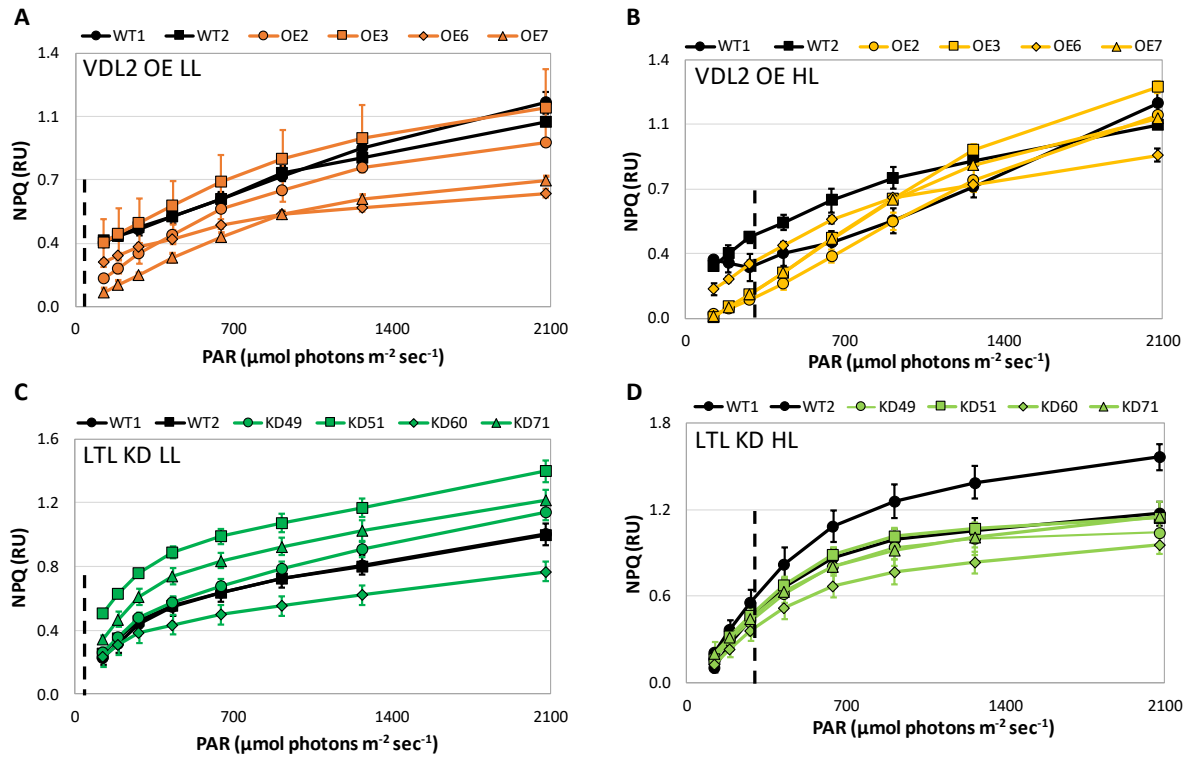 A
WT1 WT2 OE2 OE3 OE6 OE7
VDL2 OE LL
NPQ (RU)
1.4
1.1
0.7
0.4
0.0
0 700 1400 2100
PAR (µmol photons m⁻² sec⁻¹)
B
WT1 WT2 OE2 OE3 OE6 OE7
VDL2 OE HL
NPQ (RU)
1.4
1.1
0.7
0.4
0.0
0 700 1400 2100
PAR (µmol photons m⁻² sec⁻¹)
C
WT1 WT2 KD49 KD51 KD60 KD71
LTL KD LL
NPQ (RU)
1.6
1.2
0.8
0.4
0.0
0 700 1400 2100
PAR (µmol photons m⁻² sec⁻¹)
D
WT1 WT2 KD49 KD51 KD60 KD71
LTL KD HL
NPQ (RU)
1.8
1.2
0.6
0.0
0 700 1400 2100
PAR (µmol photons m⁻² sec⁻¹)